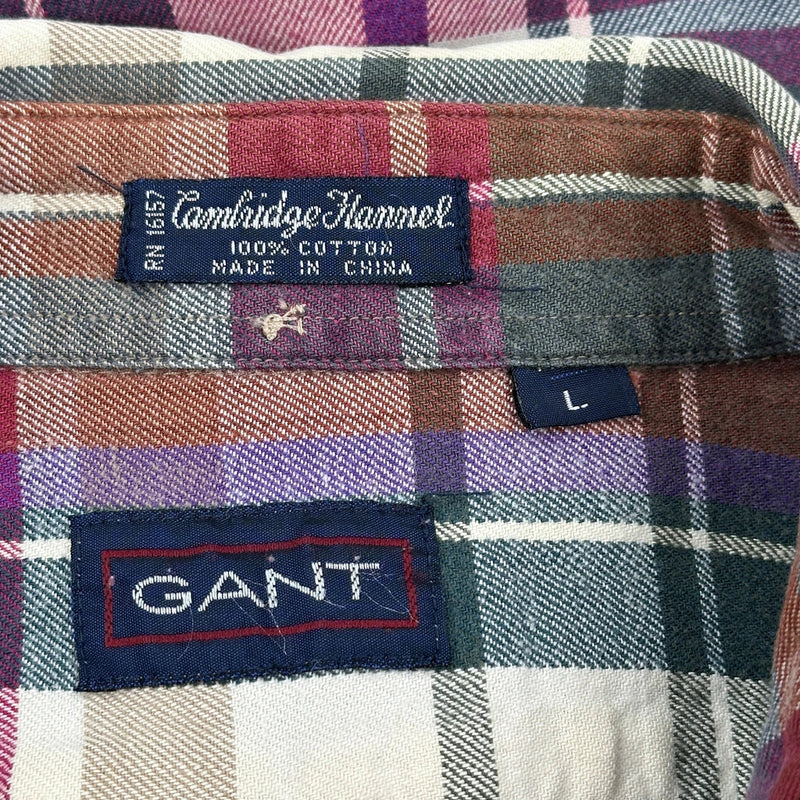 RN 16157
Cambridge Flannel
100% COTTON
MADE IN CHINA
L
GANT